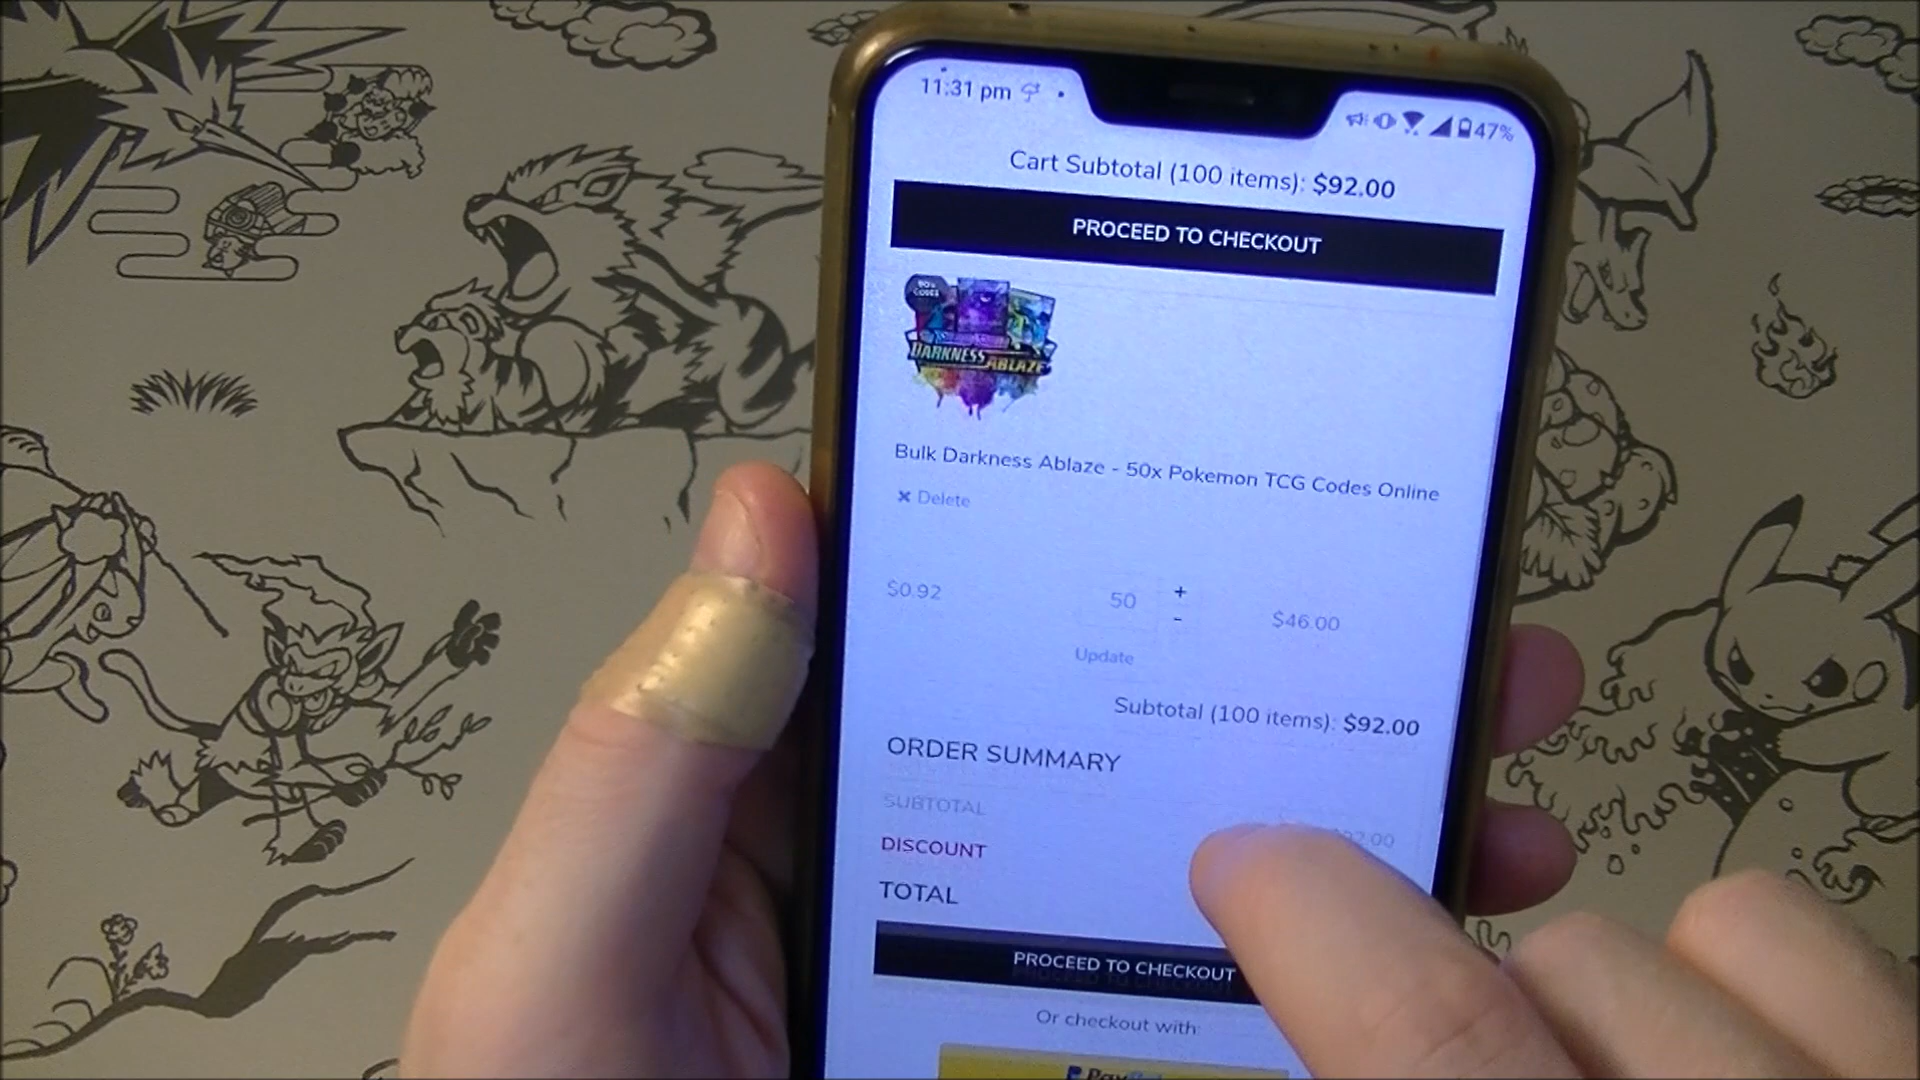 11:31 pm
47%
Cart Subtotal (100 items): $92.00
PROCEED TO CHECKOUT
50x
CODES
DARKNESS
ABLAZE
Bulk Darkness Ablaze - 50x Pokemon TCG Codes Online
× Delete
$0.92
50
+
-
$46.00
Update
Subtotal (100 items): $92.00
ORDER SUMMARY
SUBTOTAL
DISCOUNT
TOTAL
PROCEED TO CHECKOUT
Or checkout with: